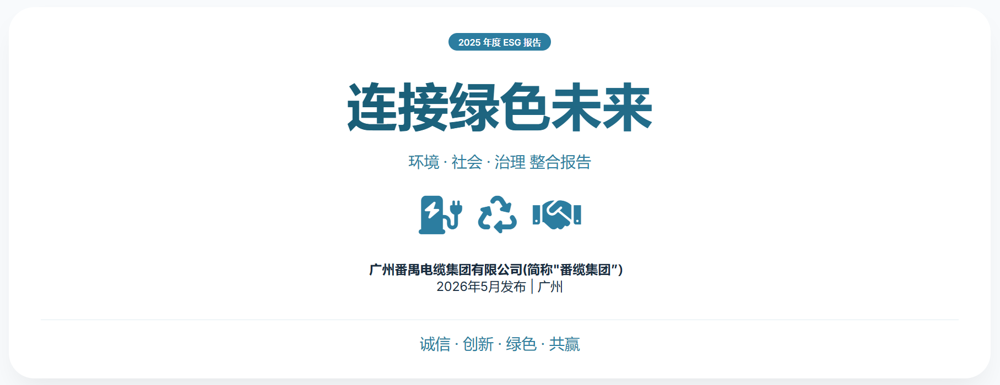 2025 年度 ESG 报告
连接绿色未来
环境 · 社会 · 治理 整合报告
广州番禺电缆集团有限公司(简称"番缆集团”)
2026年5月发布 | 广州
诚信 · 创新 · 绿色 · 共赢